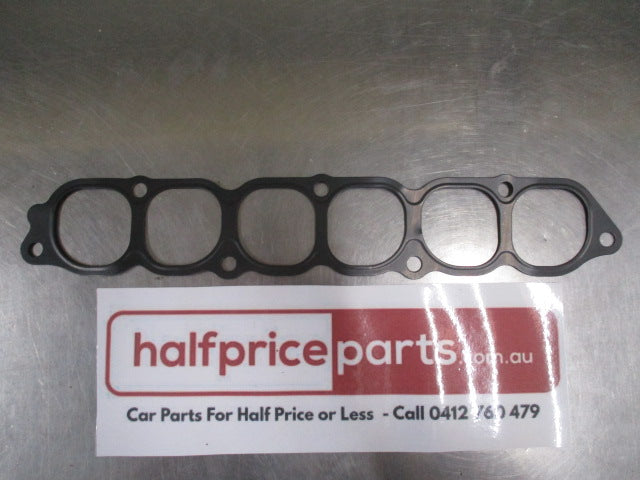 halfpriceparts.com.au
Car Parts For Half Price or Less - Call 0412 760 479